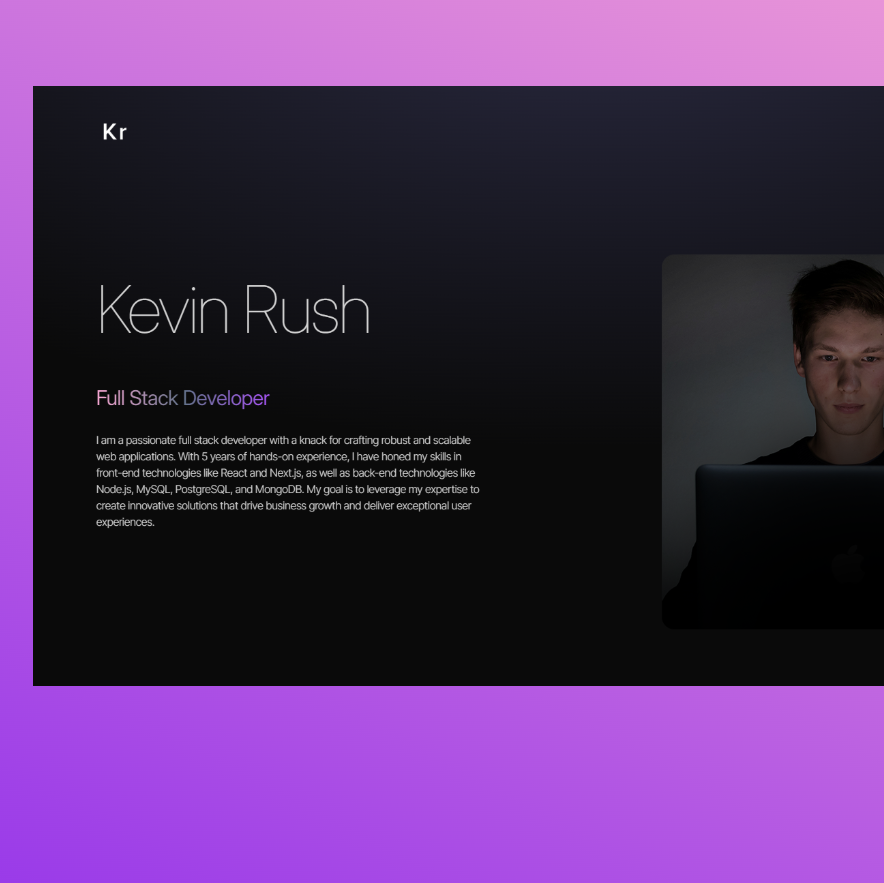 Kr
Kevin Rush
Full Stack Developer
I am a passionate full stack developer with a knack for crafting robust and scalable
web applications. With 5 years of hands-on experience, I have honed my skills in
front-end technologies like React and Next.js, as well as back-end technologies like
Node.js, MySQL, PostgreSQL, and MongoDB. My goal is to leverage my expertise to
create innovative solutions that drive business growth and deliver exceptional user
experiences.